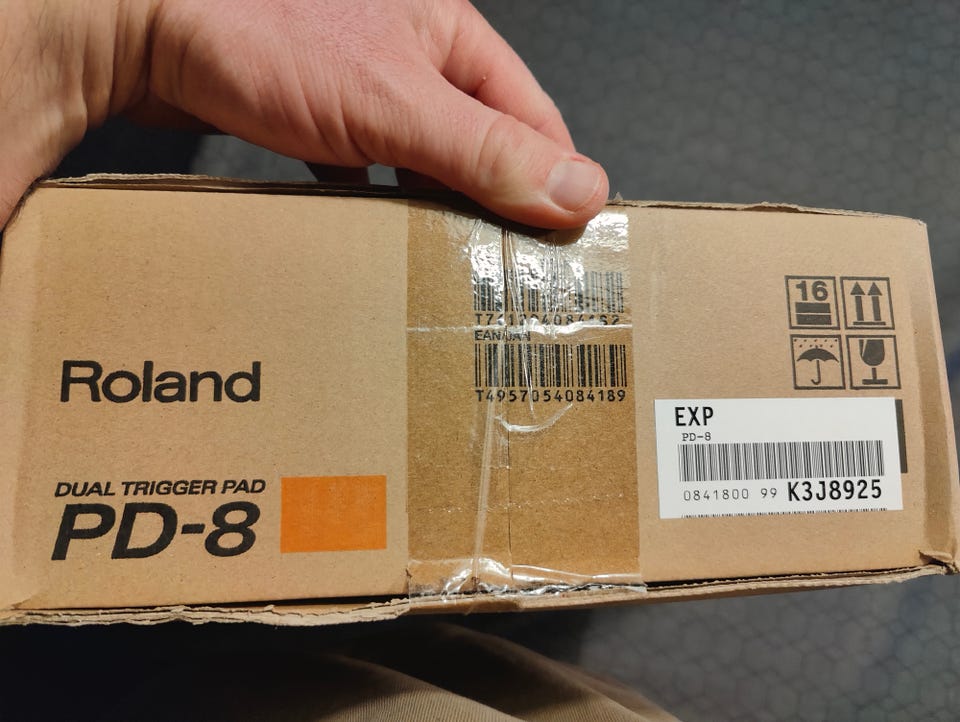 Roland
DUAL TRIGGER PAD
PD-8
EAN/JAN
T4957054084189
16
EXP
PD-8
0841800 99 K3J8925